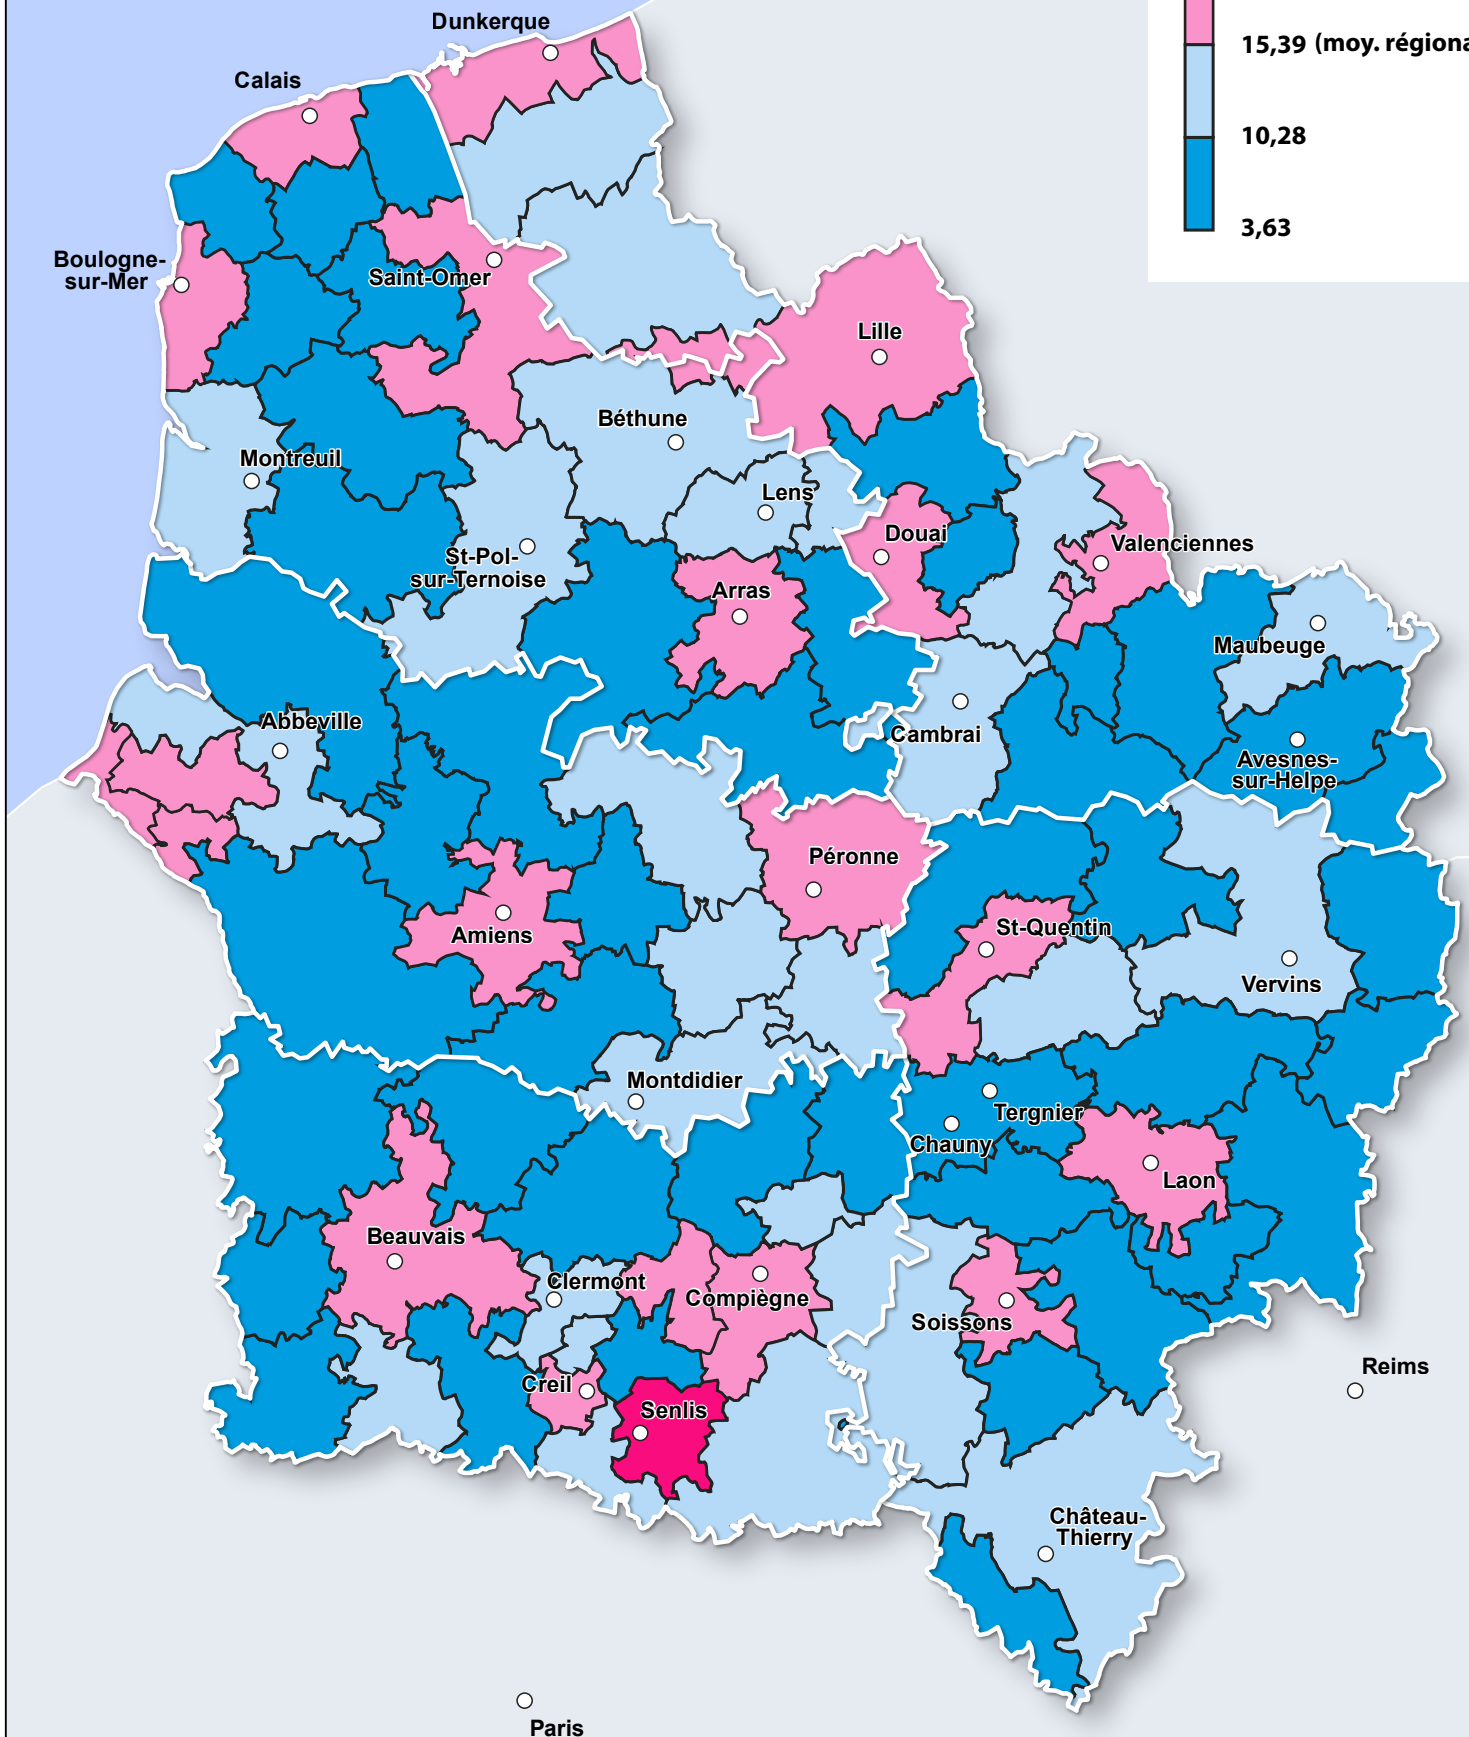 Dunkerque
15,39 (moy. régiona
Calais
10,28
3,63
Boulogne-
sur-Mer
Saint-Omer
Lille
Béthune
Montreuil
Lens
Douai
Valenciennes
St-Pol-
sur-Ternoise
Arras
Maubeuge
Abbeville
Cambrai
Avesnes-
sur-Helpe
Péronne
St-Quentin
Amiens
Vervins
Montdidier
Tergnier
Chauny
Laon
Beauvais
Clermont
Compiègne
Soissons
Reims
Creil
Senlis
Château-
Thierry
Paris